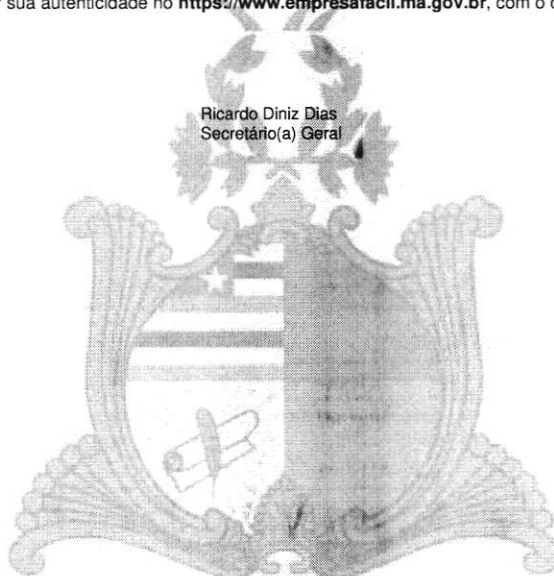 sua autenticidade no https://www.empresafacil.ma.gov.br, com o
Ricardo Diniz Dias
Secretário(a) Geral